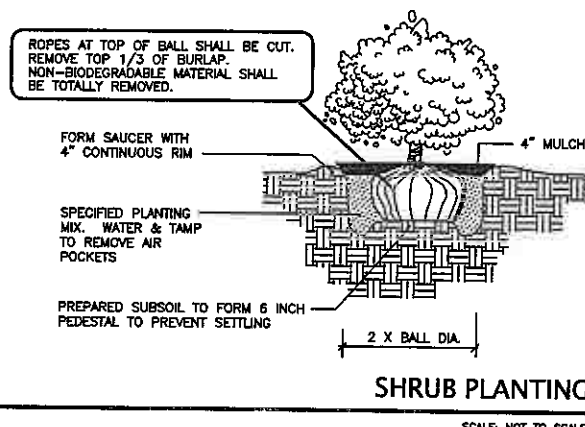 ROPES AT TOP OF BALL SHALL BE CUT.
REMOVE TOP 1/3 OF BURLAP.
NON-BIODEGRADABLE MATERIAL SHALL
BE TOTALLY REMOVED.
FORM SAUCER WITH
4" CONTINUOUS RIM
4" MULCH
SPECIFIED PLANTING
MIX. WATER & TAMP
TO REMOVE AIR
POCKETS
PREPARED SUBSOIL TO FORM 6 INCH
PEDESTAL TO PREVENT SETTLING
2 X BALL DIA.
SHRUB PLANTING
SCALE: NOT TO SCALE